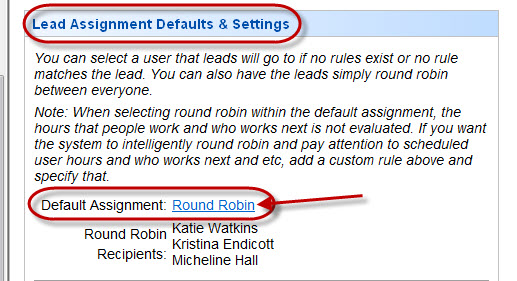 Lead Assignment Defaults & Settings
You can select a user that leads will go to if no rules exist or no rule
matches the lead. You can also have the leads simply round robin
between everyone.
Note: When selecting round robin within the default assignment, the
hours that people work and who works next is not evaluated. If you want
the system to intelligently round robin and pay attention to scheduled
user hours and who works next and etc, add a custom rule above and
specify that.
Default Assignment: Round Robin
Round Robin Recipients:
Katie Watkins
Kristina Endicott
Micheline Hall